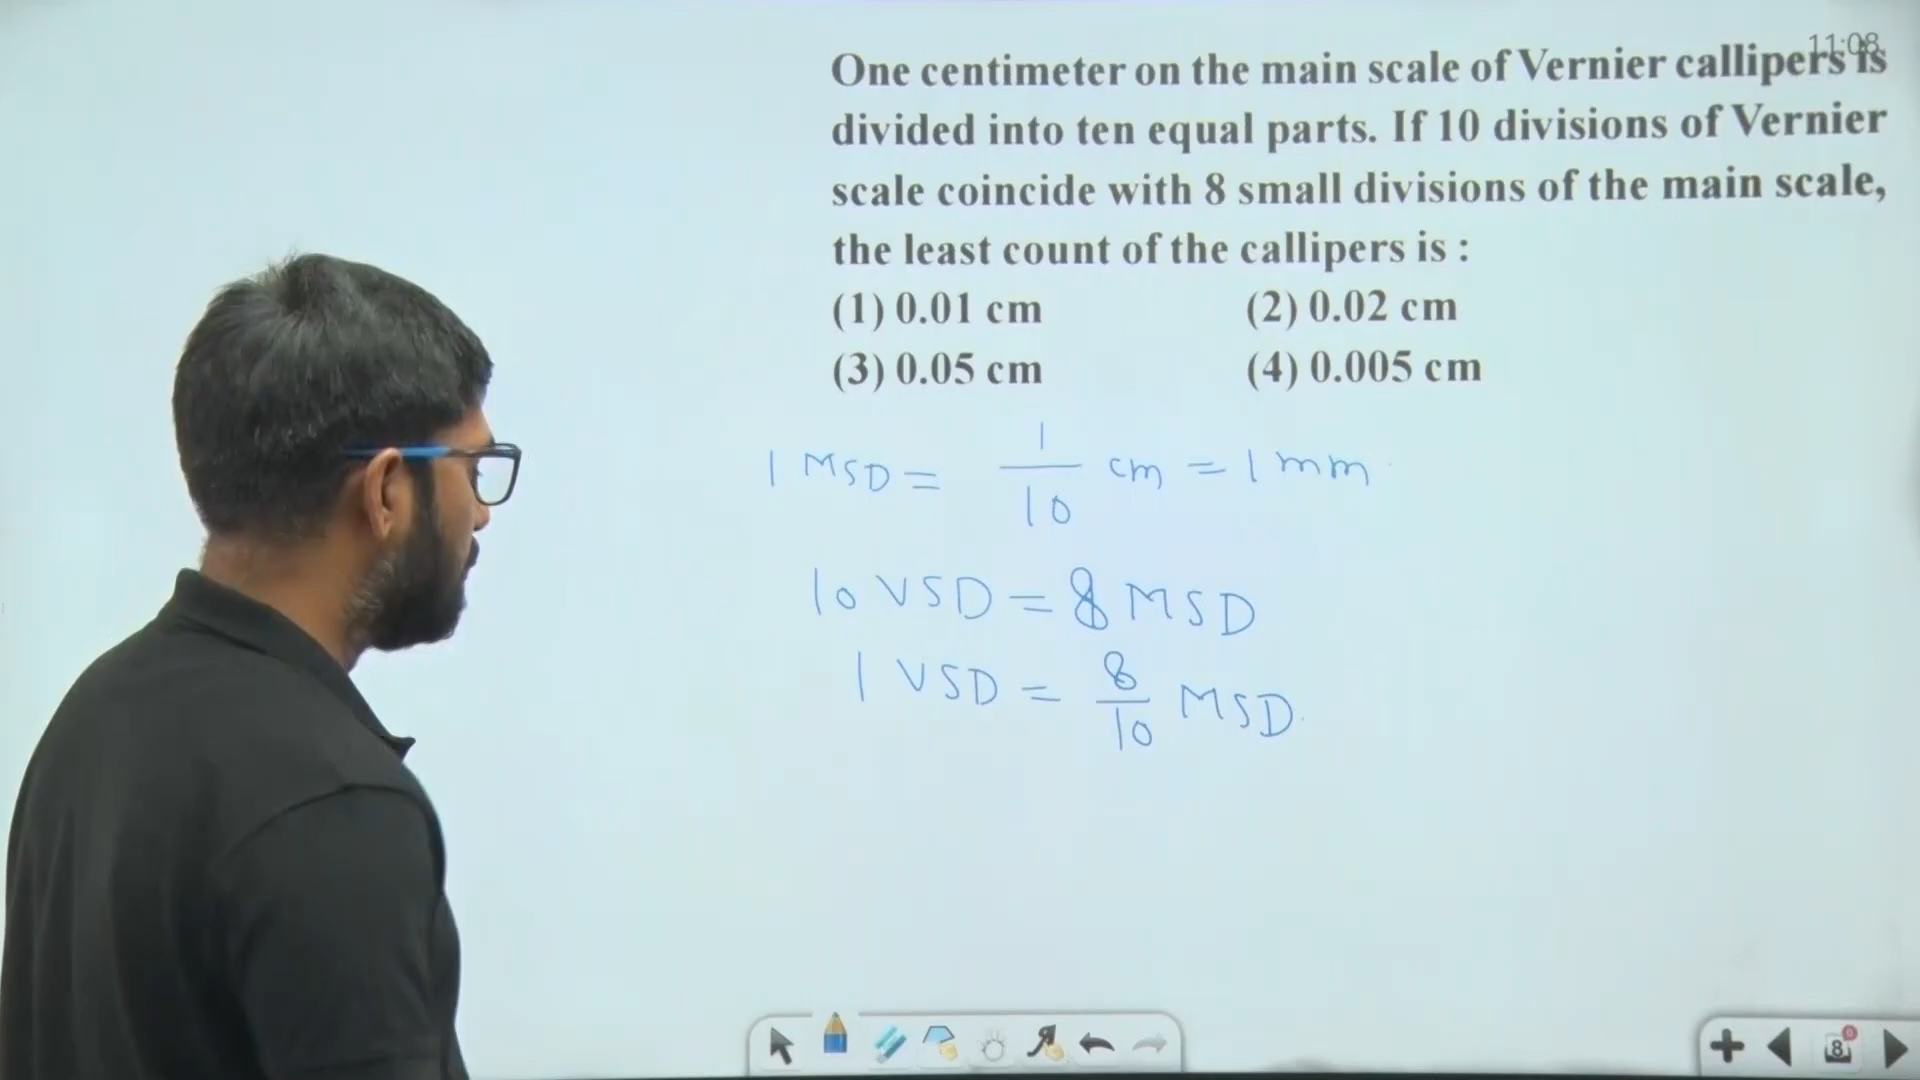 11:08
One centimeter on the main scale of Vernier callipers is
divided into ten equal parts. If 10 divisions of Vernier
scale coincide with 8 small divisions of the main scale,
the least count of the callipers is :
(1) 0.01 cm (2) 0.02 cm
(3) 0.05 cm (4) 0.005 cm
1 MSD = 1/10 cm = 1 mm
10 VSD = 8 MSD
1 VSD = 8/10 MSD.
8